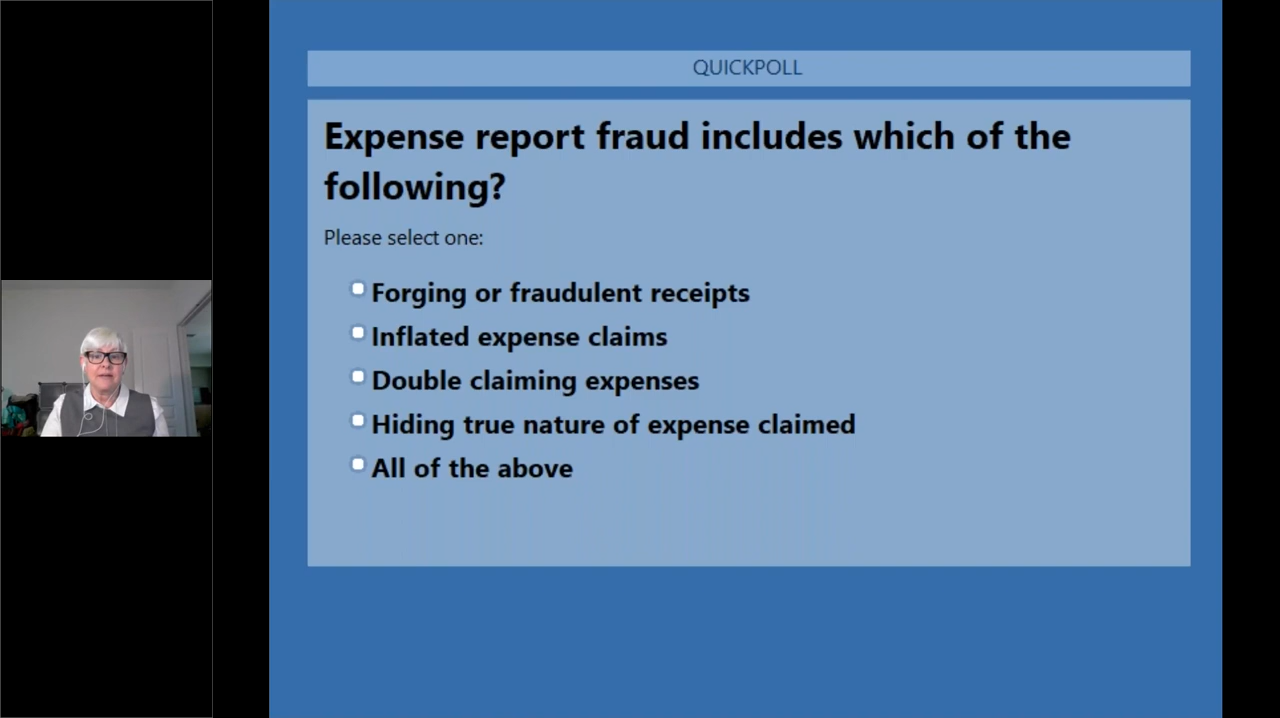 QUICKPOLL
Expense report fraud includes which of the
following?
Please select one:
Forging or fraudulent receipts
Inflated expense claims
Double claiming expenses
Hiding true nature of expense claimed
All of the above